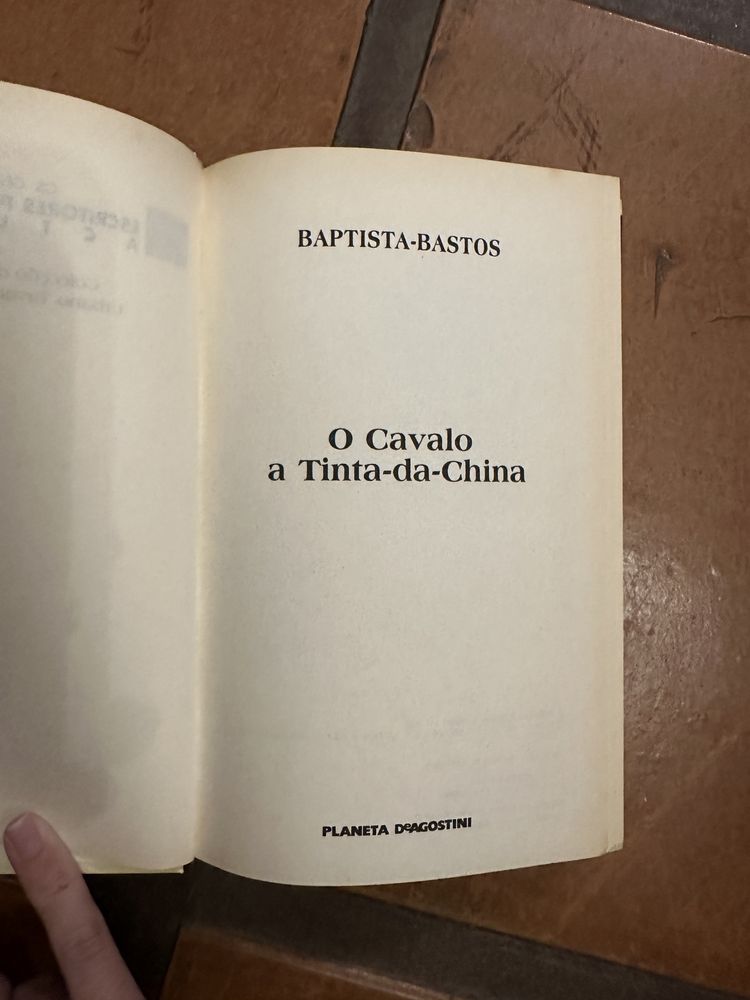 BAPTISTA-BASTOS
O Cavalo
a Tinta-da-China
PLANETA DeAGOSTINI